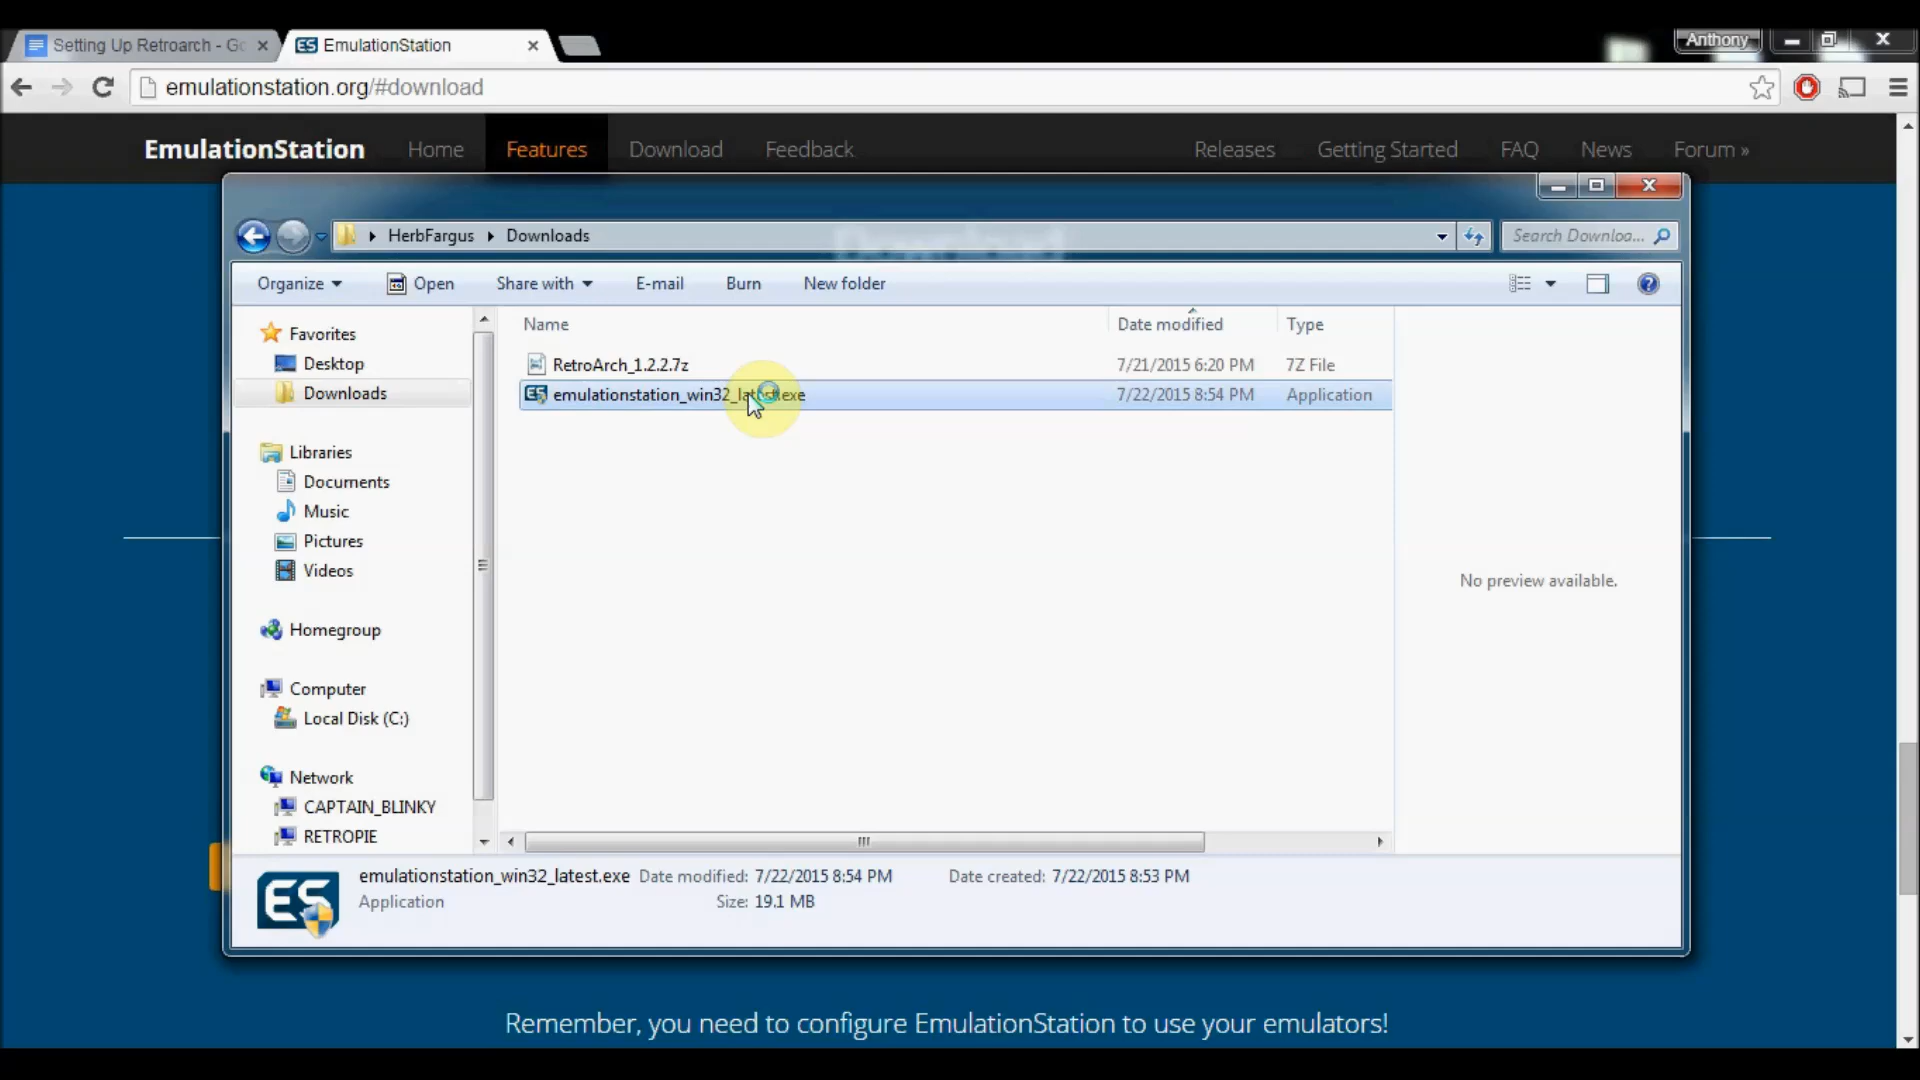 Setting Up Retroarch - Go
EmulationStation
Anthony
emulationstation.org/#download
EmulationStation Home Features Download Feedback Releases Getting Started FAQ News Forum »
HerbFargus Downloads
Search Downloa...
Download
Organize Open Share with E-mail Burn New folder
Favorites
Desktop
Downloads
Libraries
Documents
Music
Pictures
Videos
Homegroup
Computer
Local Disk (C:)
Network
CAPTAIN_BLINKY
RETROPIE
Name Date modified Type
RetroArch_1.2.2.7z 7/21/2015 6:20 PM 7Z File
emulationstation_win32_latest.exe 7/22/2015 8:54 PM Application
No preview available.
ES
emulationstation_win32_latest.exe Date modified: 7/22/2015 8:54 PM Date created: 7/22/2015 8:53 PM
Application Size: 19.1 MB
Remember, you need to configure EmulationStation to use your emulators!